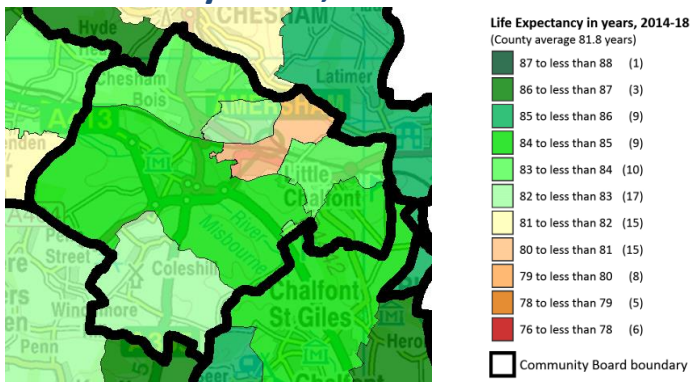 CHESHAM
Hyde
Chesham
Bois
Latimer
AMERSHAM
A413
enden
Little
Chalfont
A404
River
Misbourne
Street
Coleshill
ere
ers
Penn
Chalfont
St.Giles
Hero
Chalfont
Life Expectancy in years, 2014-18
(County average 81.8 years)
87 to less than 88 (1)
86 to less than 87 (3)
85 to less than 86 (9)
84 to less than 85 (9)
83 to less than 84 (10)
82 to less than 83 (17)
81 to less than 82 (15)
80 to less than 81 (15)
79 to less than 80 (8)
78 to less than 79 (5)
76 to less than 78 (6)
Community Board boundary